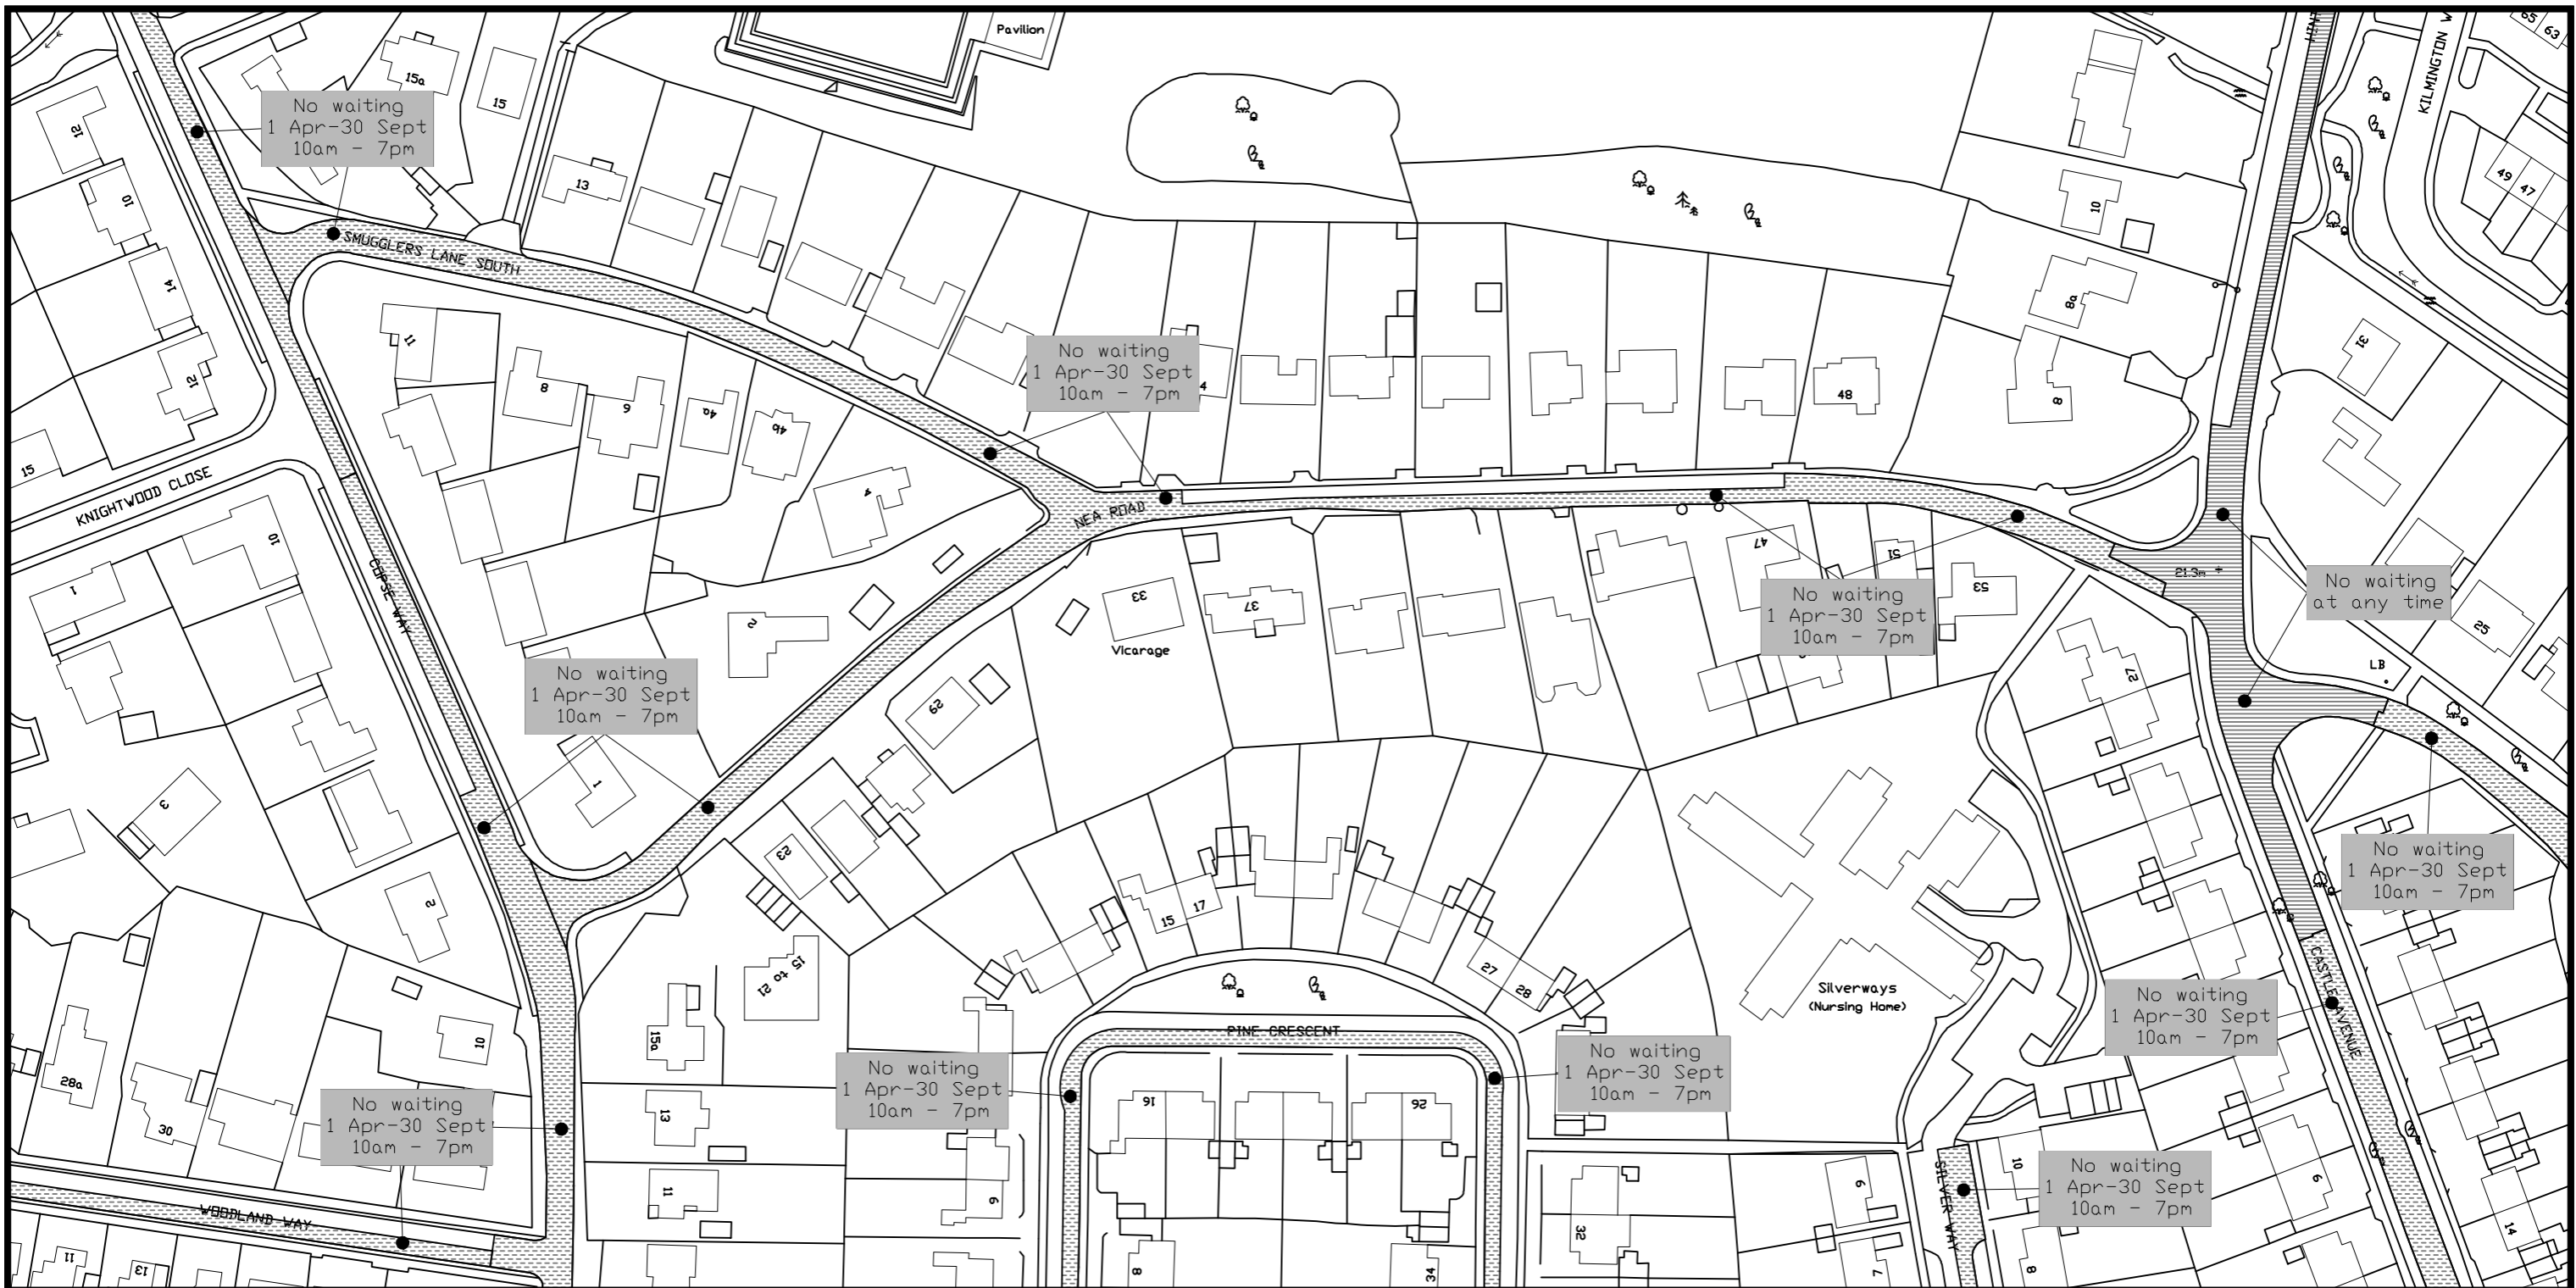 Pavilion
65
63
KILMINGTON W
15a
15
No waiting
1 Apr-30 Sept
10am - 7pm
12
10
14
12
15
13
49
47
10
8a
31
8
SMUGGLERS LANE SOUTH
11
8
6
4a
4b
4
No waiting
1 Apr-30 Sept
10am - 7pm
4
48
KNIGHTWOOD CLOSE
NEA ROAD
10
1
COPSE WAY
47
51
53
21.3m +
No waiting
at any time
No waiting
1 Apr-30 Sept
10am - 7pm
25
33
37
Vicarage
2
27
LB
29
No waiting
1 Apr-30 Sept
10am - 7pm
1
3
23
2
15
17
27
28
15 to 21
No waiting
1 Apr-30 Sept
10am - 7pm
Silverways
(Nursing Home)
No waiting
1 Apr-30 Sept
10am - 7pm
CASTLE AVENUE
PINE CRESCENT
No waiting
1 Apr-30 Sept
10am - 7pm
No waiting
1 Apr-30 Sept
10am - 7pm
28a
30
10
15a
13
11
No waiting
1 Apr-30 Sept
10am - 7pm
16
26
9
8
34
32
6
7
SILVER WAY
10
8
No waiting
1 Apr-30 Sept
10am - 7pm
6
14
WOODLAND WAY
11
13